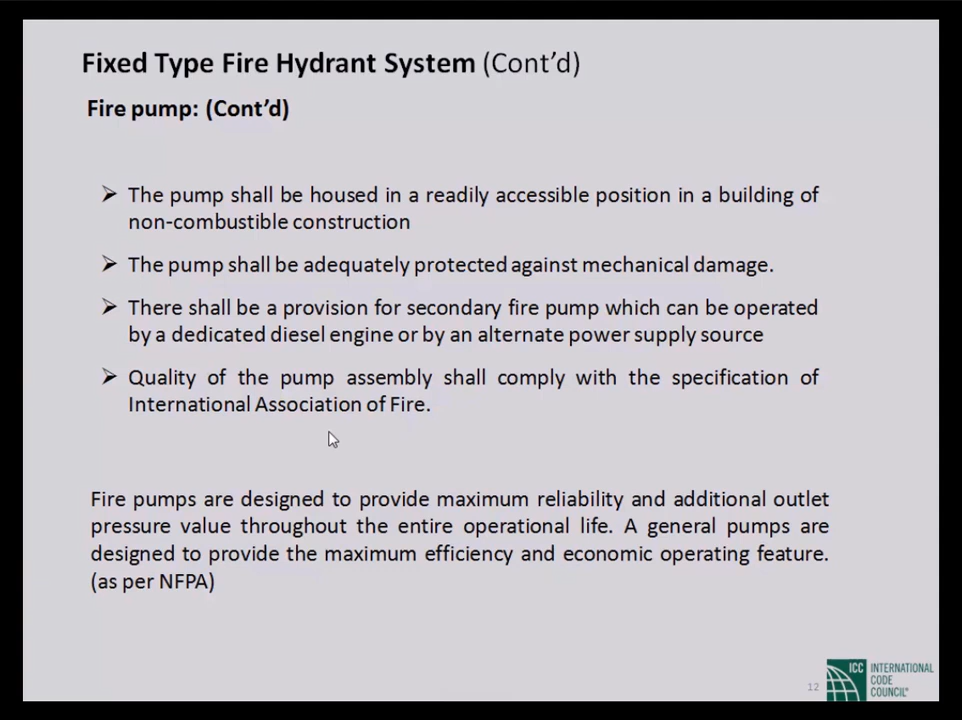 Fixed Type Fire Hydrant System (Cont’d)
Fire pump: (Cont’d)
The pump shall be housed in a readily accessible position in a building of
non-combustible construction
The pump shall be adequately protected against mechanical damage.
There shall be a provision for secondary fire pump which can be operated
by a dedicated diesel engine or by an alternate power supply source
Quality of the pump assembly shall comply with the specification of
International Association of Fire.
Fire pumps are designed to provide maximum reliability and additional outlet
pressure value throughout the entire operational life. A general pumps are
designed to provide the maximum efficiency and economic operating feature.
(as per NFPA)
12
ICC
INTERNATIONAL
CODE
COUNCIL®